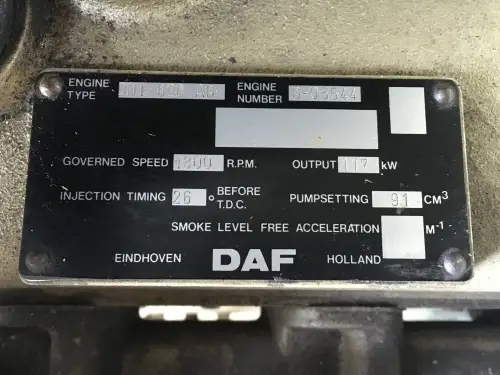 ENGINE TYPE ENGINE NUMBER G-03544
GOVERNED SPEED 1800 R.P.M. OUTPUT 117 kW
INJECTION TIMING 26 ° BEFORE T.D.C. PUMPSETTING 91 CM³
SMOKE LEVEL FREE ACCELERATION M⁻¹
EINDHOVEN DAF HOLLAND